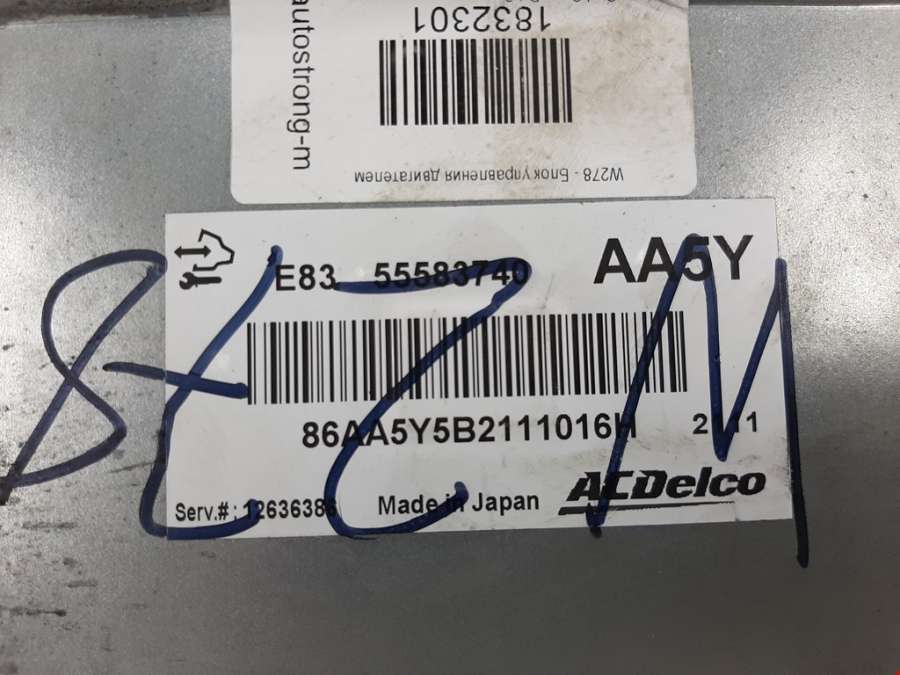 autostrong-m
1832301
W278 - Блок управления двигателем
E83 55583740 AA5Y
86AA5Y5B2111016H
Serv.#: 12636386 Made in Japan ACDelco